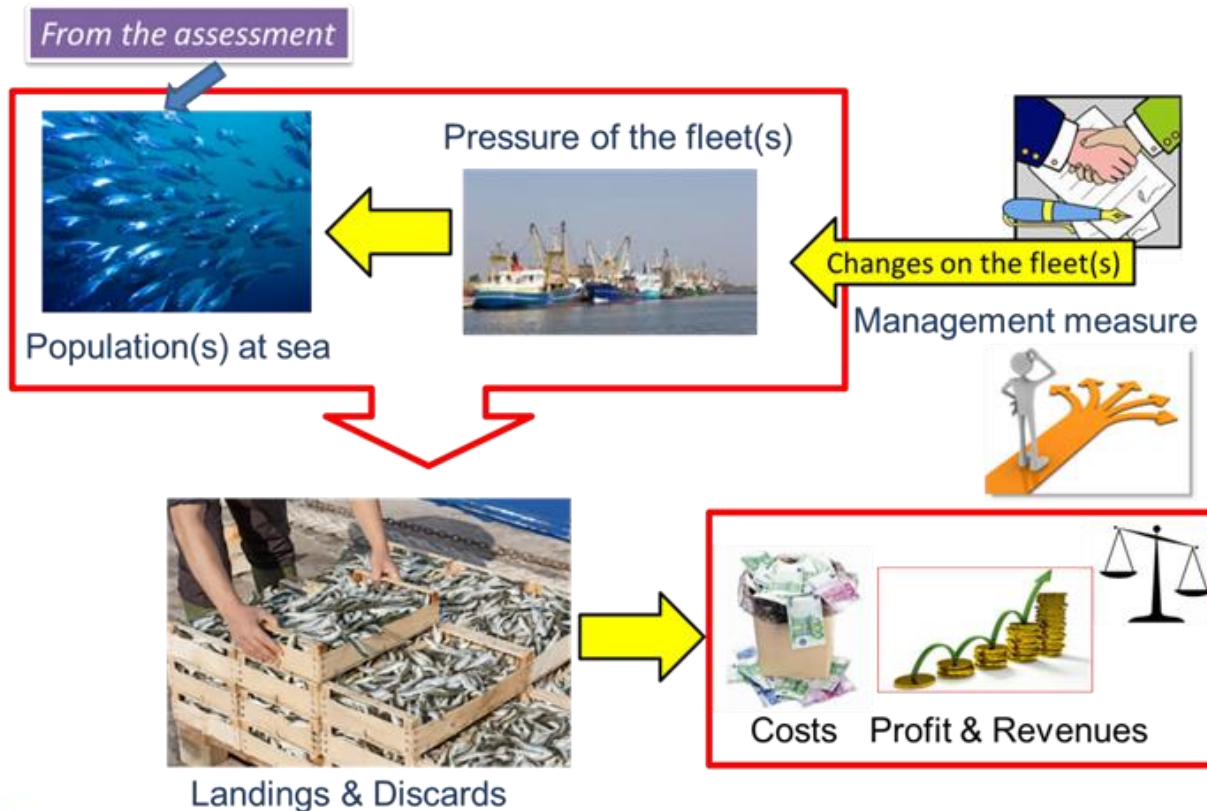 From the assessment
Pressure of the fleet(s)
Changes on the fleet(s)
Population(s) at sea
Management measure
Costs
Profit & Revenues
Landings & Discards